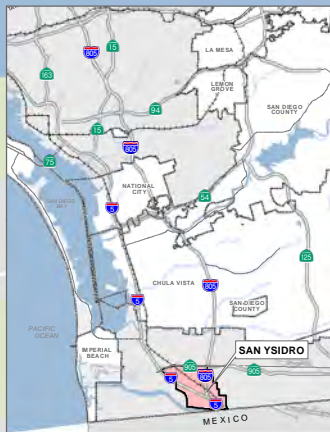 805
15
LA MESA
163
LEMON
GROVE
SAN DIEGO
COUNTY
94
15
805
75
NATIONAL
CITY
54
SAN DIEGO
BAY
5
125
CHULA VISTA
805
5
SAN DIEGO
COUNTY
PACIFIC
OCEAN
IMPERIAL
BEACH
SAN YSIDRO
905
5
805
905
5
MEXICO